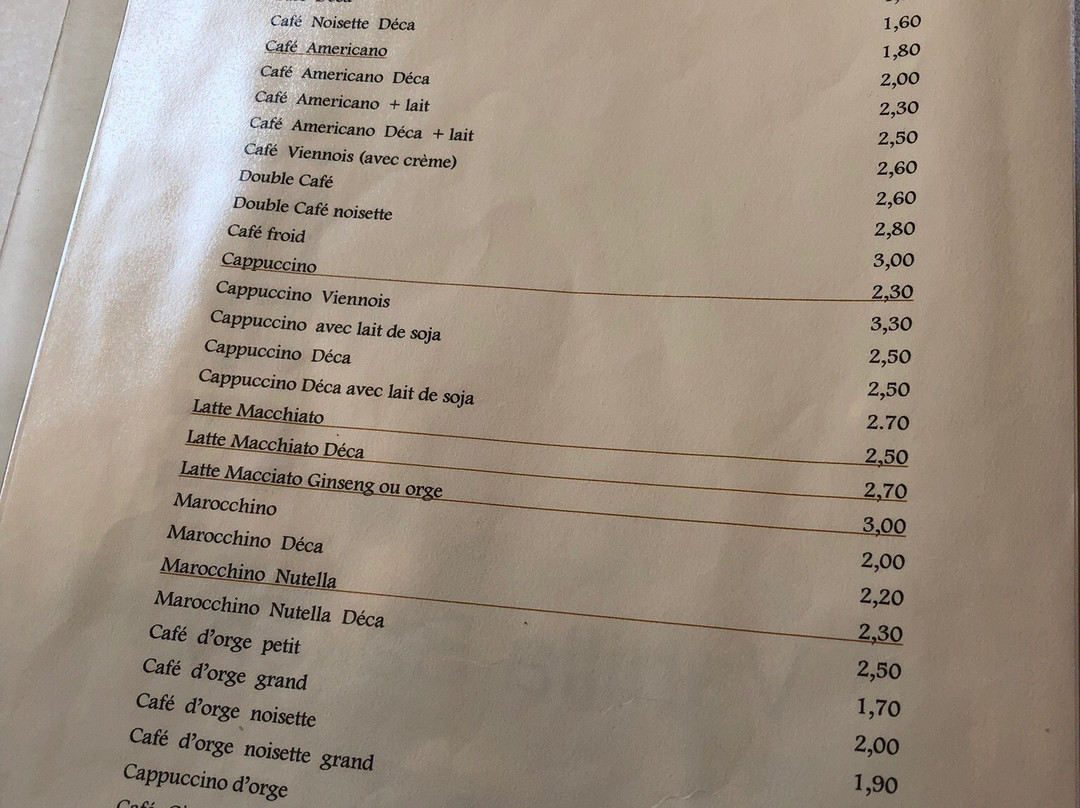 Café Noisette Déca 1,60
Café Americano 1,80
Café Americano Déca 2,00
Café Americano + lait 2,30
Café Americano Déca + lait 2,50
Café Viennois (avec crème) 2,60
Double Café 2,60
Double Café noisette 2,80
Café froid 3,00
Cappuccino 2,30
Cappuccino Viennois 3,30
Cappuccino avec lait de soja 2,50
Cappuccino Déca 2,50
Cappuccino Déca avec lait de soja 2.70
Latte Macchiato 2,50
Latte Macchiato Déca 2,70
Latte Macciato Ginseng ou orge 3,00
Marocchino 2,00
Marocchino Déca 2,20
Marocchino Nutella 2,30
Marocchino Nutella Déca 2,50
Café d'orge petit 1,70
Café d'orge grand 2,00
Café d'orge noisette 1,90
Café d'orge noisette grand
Cappuccino d'orge